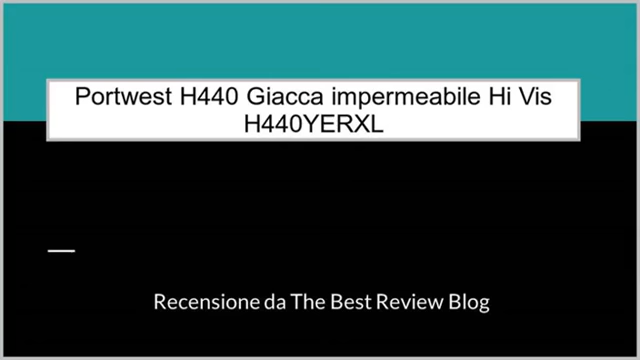 Portwest H440 Giacca impermeabile Hi Vis
H440YERXL
Recensione da The Best Review Blog